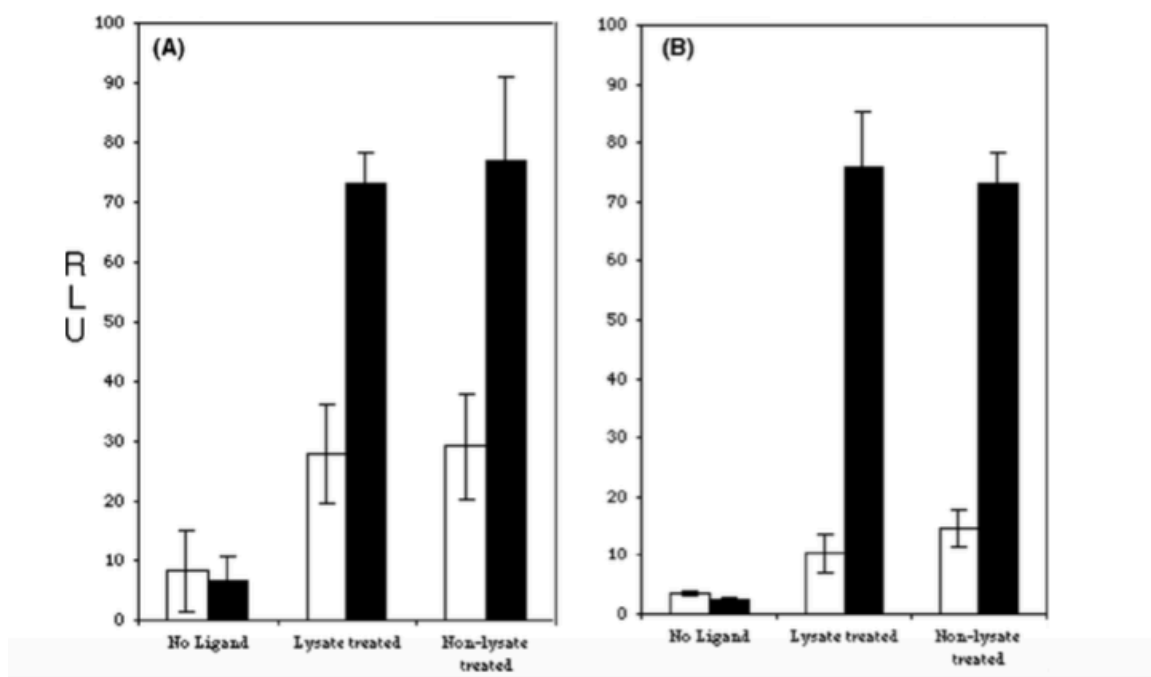 (A)
100
90
80
70
60
50
40
30
20
10
0
R
L
U
No Ligand
Lysate treated
Non-lysate
treated
(B)
100
90
80
70
60
50
40
30
20
10
0
No Ligand
Lysate treated
Non-lysate
treated